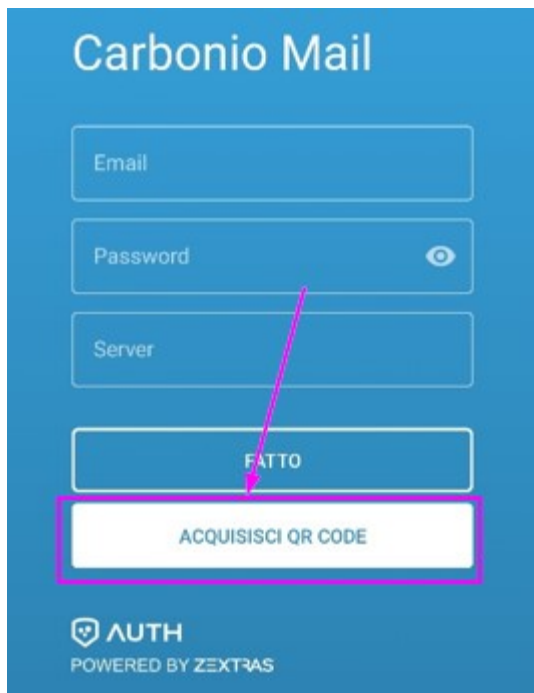 Carbonio Mail
Email
Password
Server
FATTO
ACQUISISCI QR CODE
AUTH
POWERED BY ZEXTRAS